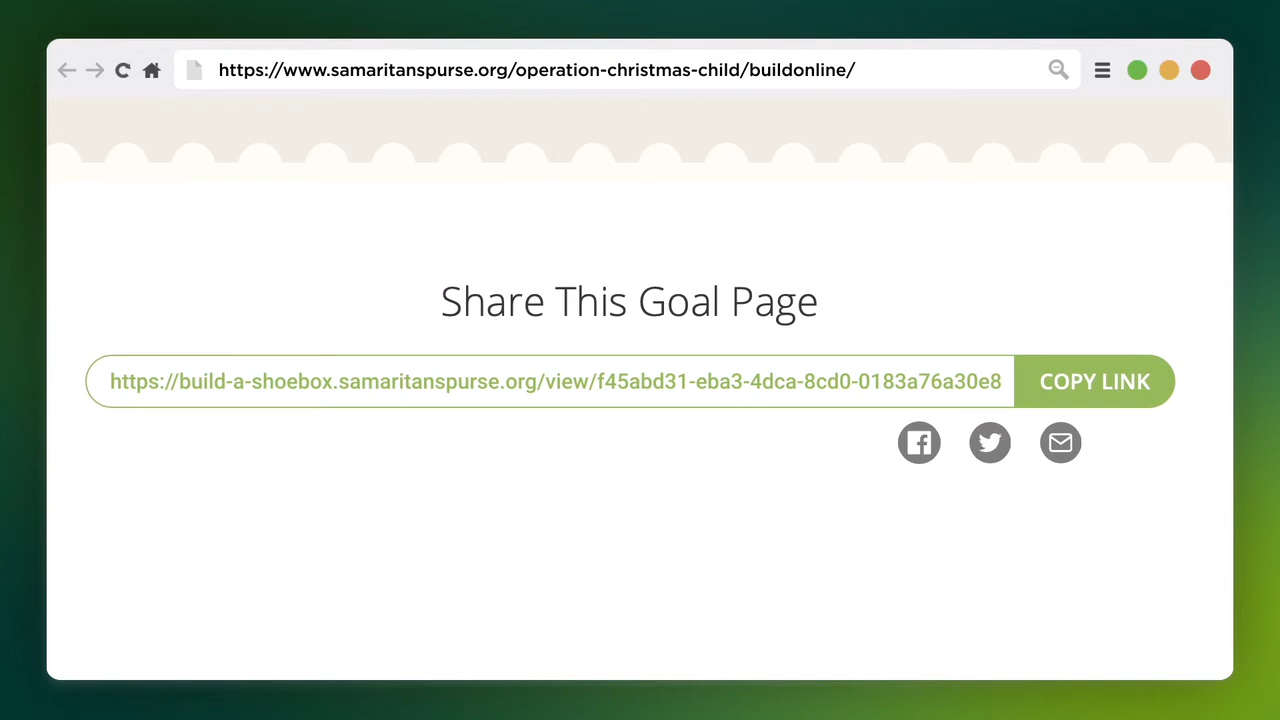 https://www.samaritanspurse.org/operation-christmas-child/buildonline/
Share This Goal Page
https://build-a-shoebox.samaritanspurse.org/view/f45abd31-eba3-4dca-8cd0-0183a76a30e8
COPY LINK